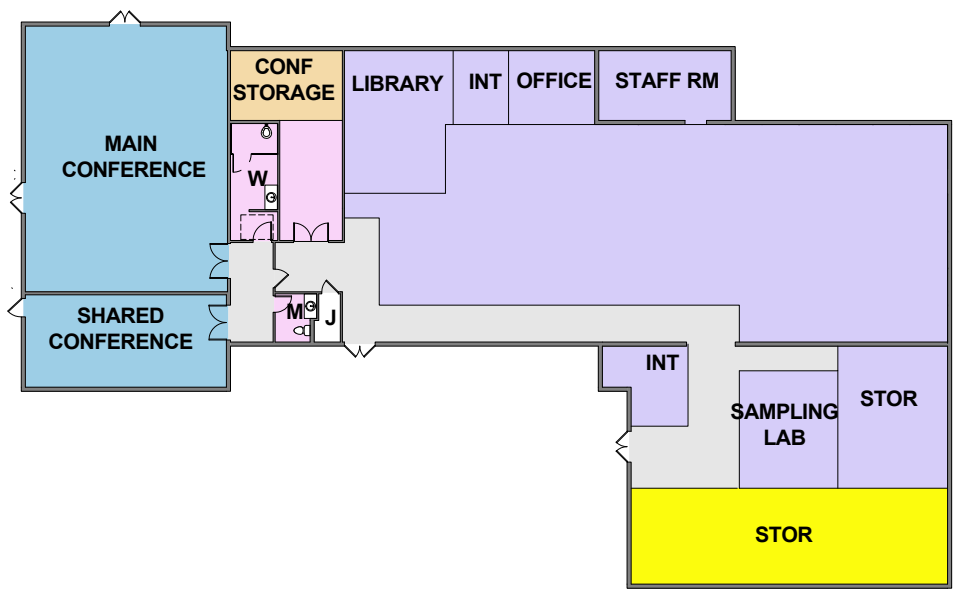 CONF
STORAGE
LIBRARY
INT
OFFICE
STAFF RM
MAIN
CONFERENCE
W
SHARED
CONFERENCE
M
J
INT
SAMPLING
LAB
STOR
STOR